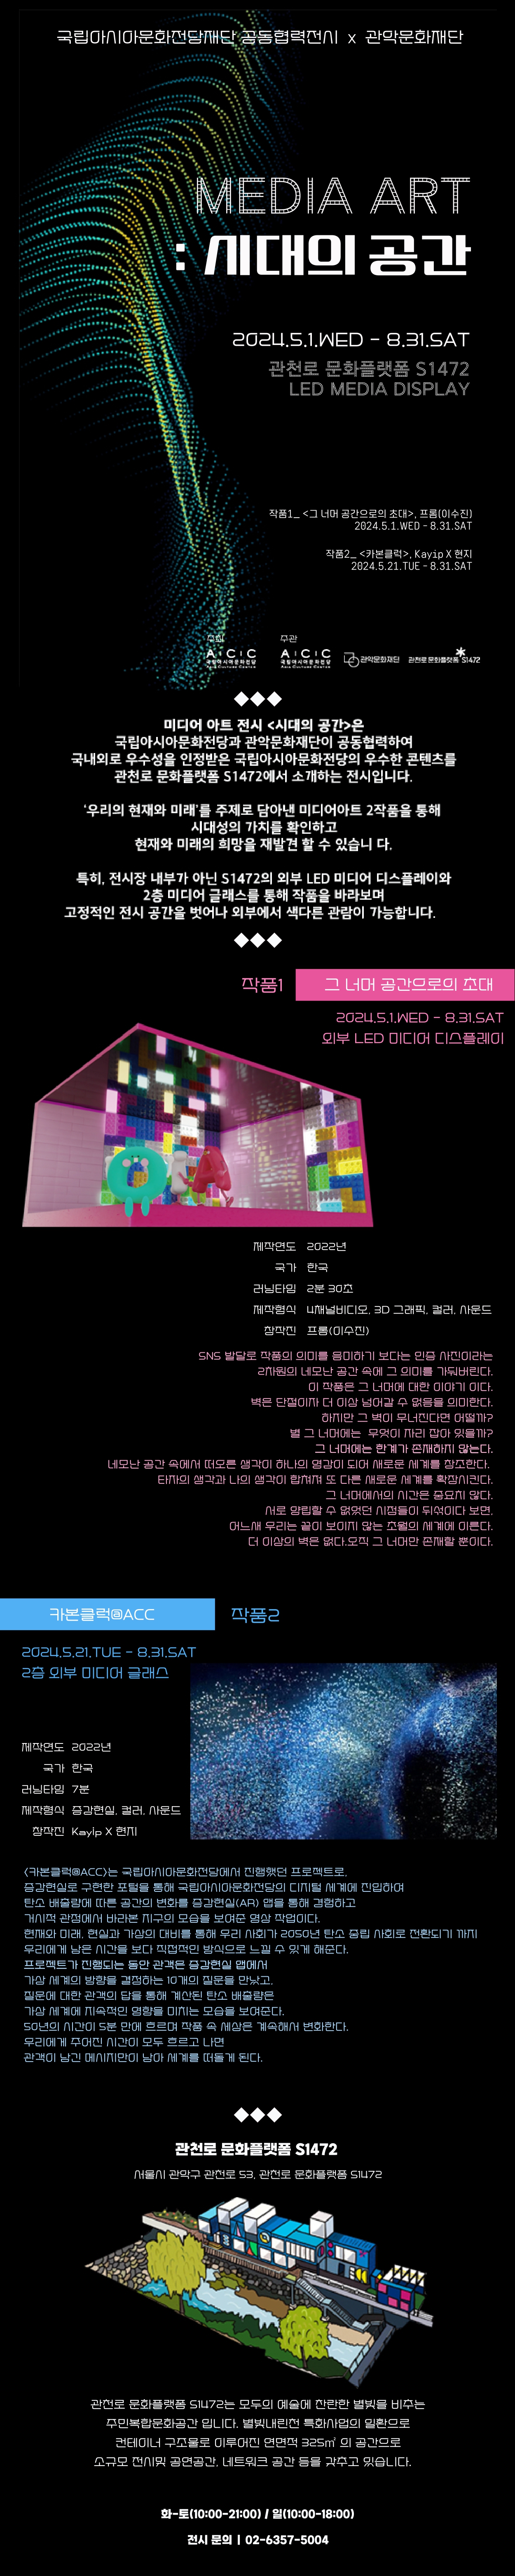 국립아시아문화전당재단 공동협력전시 x 관악문화재단
MEDIA ART
: 시대의 공간
2024.5.1.WED - 8.31.SAT
관천로 문화플랫폼 S1472
LED MEDIA DISPLAY
작품1_ <그 너머 공간으로의 초대>, 프롬(이수진)
2024.5.1.WED - 8.31.SAT
작품2_ <카본클럭>, Kayip X 현지
2024.5.21.TUE - 8.31.SAT
주최 주관
ACC ACC
국립아시아문화전당 국립아시아문화전당 관악문화재단 관천로 문화플랫폼 S1472
Asia Culture Center Asia Culture Center
미디어 아트 전시 <시대의 공간>은
국립아시아문화전당과 관악문화재단이 공동협력하여
국내외로 우수성을 인정받은 국립아시아문화전당의 우수한 콘텐츠를
관천로 문화플랫폼 S1472에서 소개하는 전시입니다.
‘우리의 현재와 미래’를 주제로 담아낸 미디어아트 2작품을 통해
시대성의 가치를 확인하고
현재와 미래의 희망을 재발견 할 수 있습니 다.
특히, 전시장 내부가 아닌 S1472의 외부 LED 미디어 디스플레이와
2층 미디어 글래스를 통해 작품을 바라보며
고정적인 전시 공간을 벗어나 외부에서 색다른 관람이 가능합니다.
작품1 그 너머 공간으로의 초대
2024.5.1.WED - 8.31.SAT
외부 LED 미디어 디스플레이
제작연도 2022년
국가 한국
러닝타임 2분 30초
제작형식 4채널비디오, 3D 그래픽, 컬러, 사운드
창작진 프롬(이수진)
SNS 발달로 작품의 의미를 음미하기 보다는 인증 사진이라는
2차원의 네모난 공간 속에 그 의미를 가둬버린다.
이 작품은 그 너머에 대한 이야기 이다.
벽은 단절이자 더 이상 넘어갈 수 없음을 의미한다.
하지만 그 벽이 무너진다면 어떨까?
벽 그 너머에는 무엇이 자리 잡아 있을까?
그 너머에는 한계가 존재하지 않는다.
네모난 공간 속에서 떠오른 생각이 하나의 영감이 되어 새로운 세계를 창조한다.
타자의 생각과 나의 생각이 합쳐져 또 다른 새로운 세계를 확장시킨다.
그 너머에서의 시간은 중요치 않다.
서로 양립할 수 없었던 시점들이 뒤섞이다 보면,
어느새 우리는 끝이 보이지 않는 초월의 세계에 이른다.
더 이상의 벽은 없다.오직 그 너머만 존재할 뿐이다.
카본클럭@ACC 작품2
2024.5.21.TUE - 8.31.SAT
2층 외부 미디어 글래스
제작연도 2022년
국가 한국
러닝타임 7분
제작형식 증강현실, 컬러, 사운드
창작진 Kayip X 현지
<카본클럭@ACC>는 국립아시아문화전당에서 진행했던 프로젝트로,
증강현실로 구현한 포털을 통해 국립아시아문화전당의 디지털 세계에 진입하여
탄소 배출량에 따른 공간의 변화를 증강현실(AR) 앱을 통해 경험하고
거시적 관점에서 바라본 지구의 모습을 보여준 영상 작업이다.
현재와 미래, 현실과 가상의 대비를 통해 우리 사회가 2050년 탄소 중립 사회로 전환되기 까지
우리에게 남은 시간을 보다 직접적인 방식으로 느낄 수 있게 해준다.
프로젝트가 진행되는 동안 관객은 증강현실 앱에서
가상 세계의 방향을 결정하는 10개의 질문을 만났고,
질문에 대한 관객의 답을 통해 계산된 탄소 배출량은
가상 세계에 지속적인 영향을 미치는 모습을 보여준다.
50년의 시간이 5분 만에 흐르며 작품 속 세상은 계속해서 변화한다.
우리에게 주어진 시간이 모두 흐르고 나면
관객이 남긴 메시지만이 남아 세계를 떠돌게 된다.
관천로 문화플랫폼 S1472
서울시 관악구 관천로 53, 관천로 문화플랫폼 S1472
관천로 문화플랫폼 S1472는 모두의 예술에 찬란한 별빛을 비추는
주민복합문화공간 입니다. 별빛내린천 특화사업의 일환으로
컨테이너 구조물로 이루어진 연면적 325㎡ 의 공간으로
소규모 전시및 공연공간, 네트워크 공간 등을 갖추고 있습니다.
화-토(10:00-21:00) / 일(10:00-18:00)
전시 문의 | 02-6357-5004